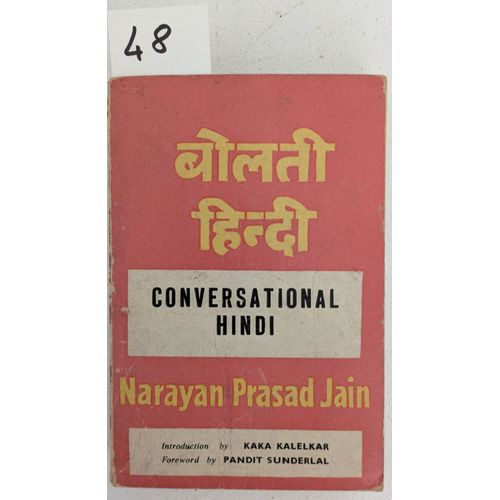 48
बोलती
हिन्दी
CONVERSATIONAL
HINDI
Narayan Prasad Jain
Introduction by KAKA KALELKAR
Foreword by PANDIT SUNDERLAL